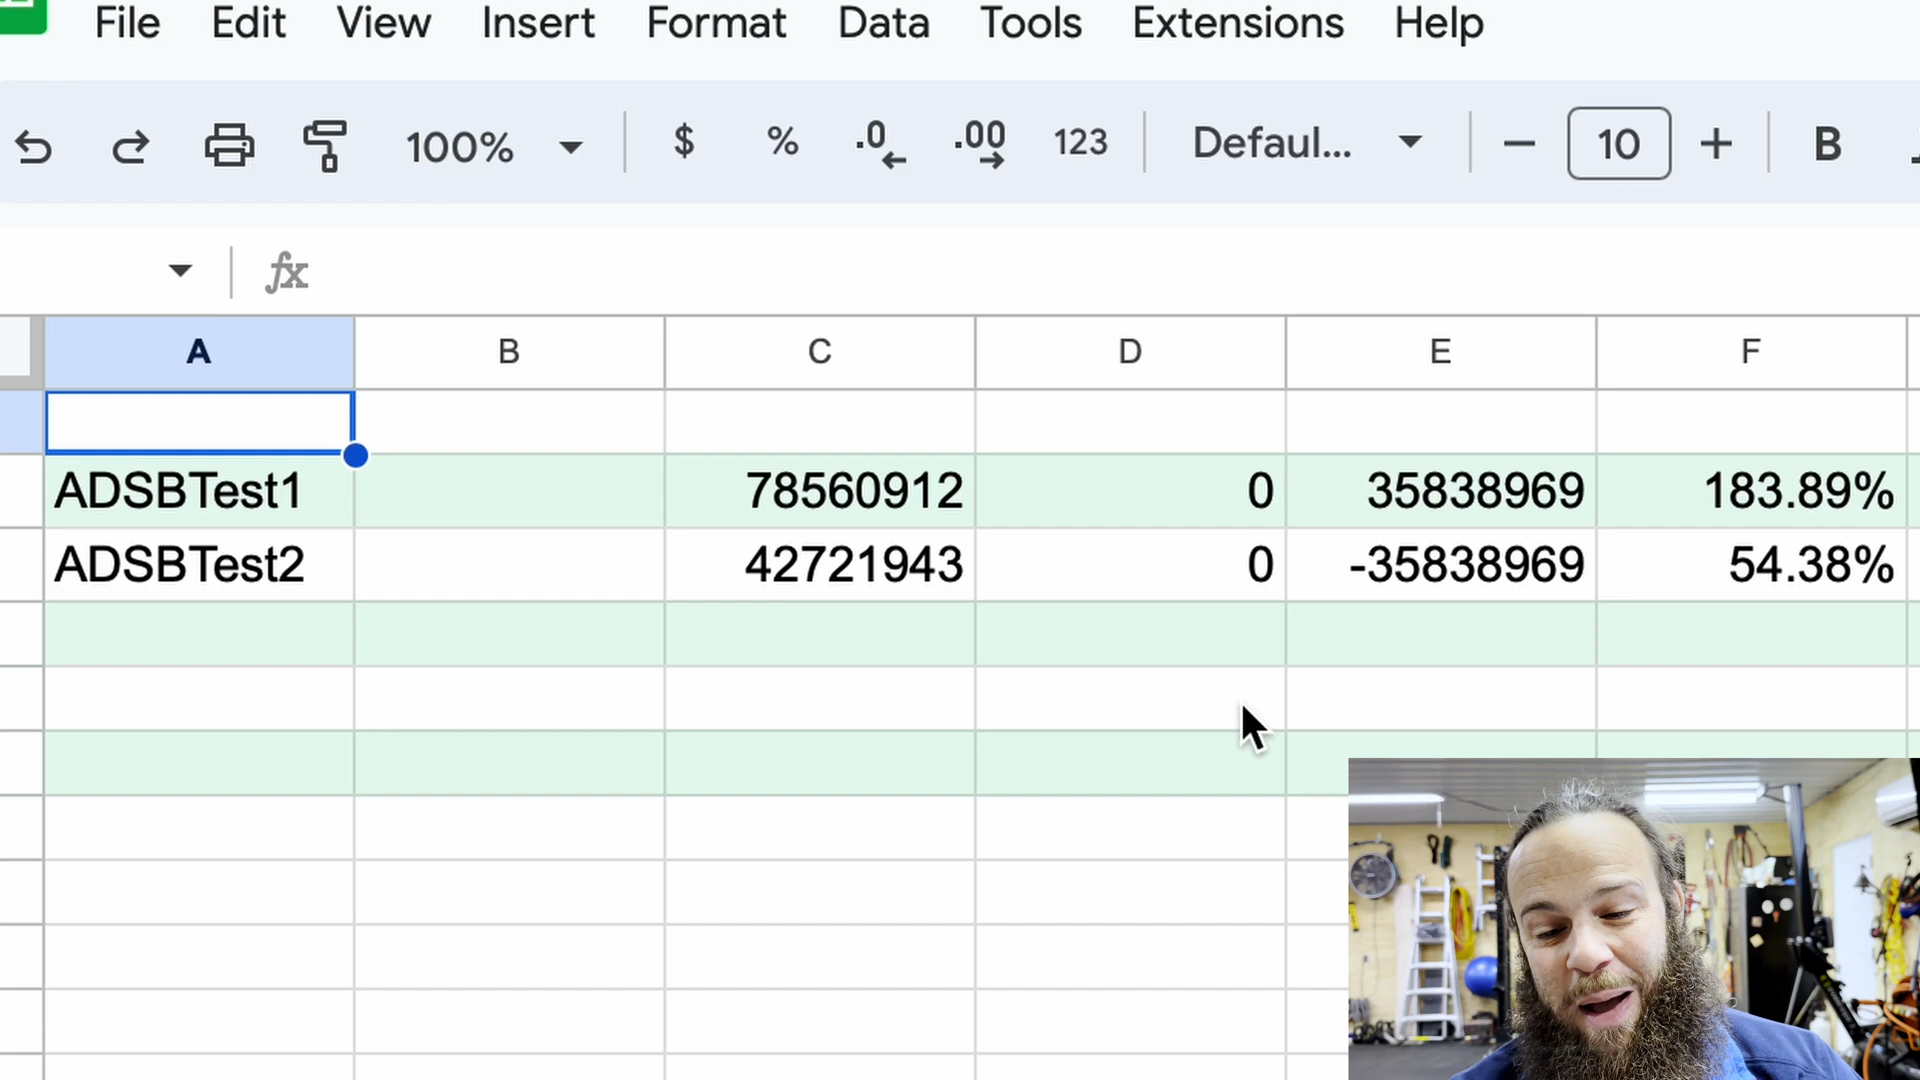 File Edit View Insert Format Data Tools Extensions Help
100% $ % .0 .00 123 Defaul... 10 B
fx
A B C D E F
ADSBTest1 78560912 0 35838969 183.89%
ADSBTest2 42721943 0 -35838969 54.38%